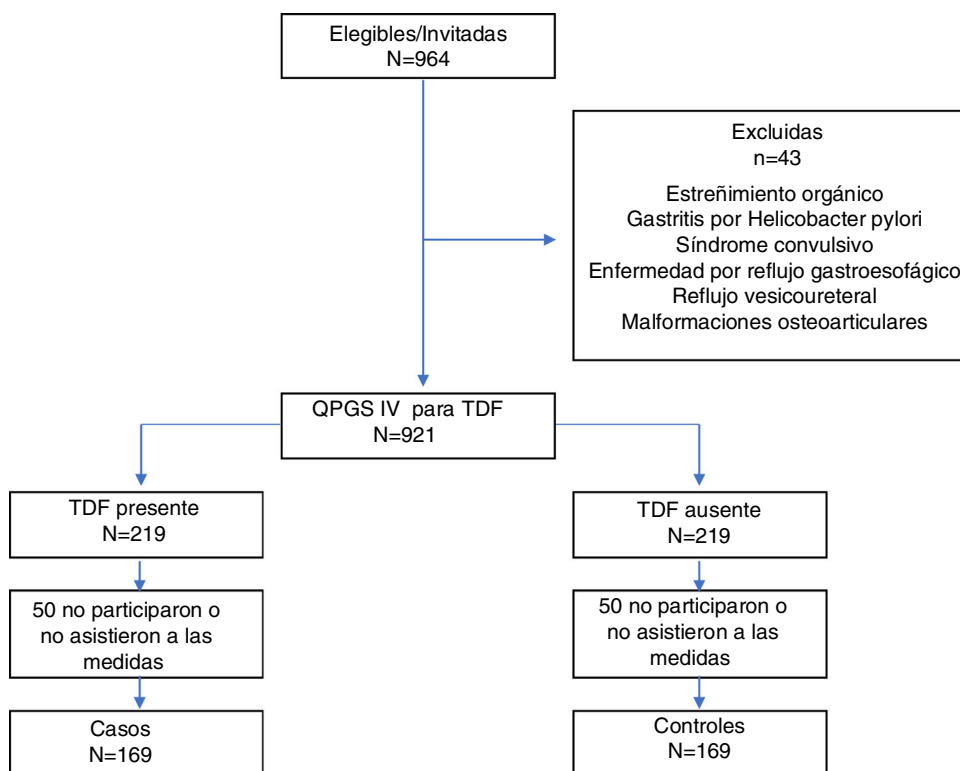 Elegibles/Invitadas
N=964
Excluidas
n=43
Estreñimiento orgánico
Gastritis por Helicobacter pylori
Síndrome convulsivo
Enfermedad por reflujo gastroesofágico
Reflujo vesicoureteral
Malformaciones osteoarticulares
QPGS IV para TDF
N=921
TDF presente
N=219
TDF ausente
N=219
50 no participaron o
no asistieron a las
medidas
50 no participaron o
no asistieron a las
medidas
Casos
N=169
Controles
N=169